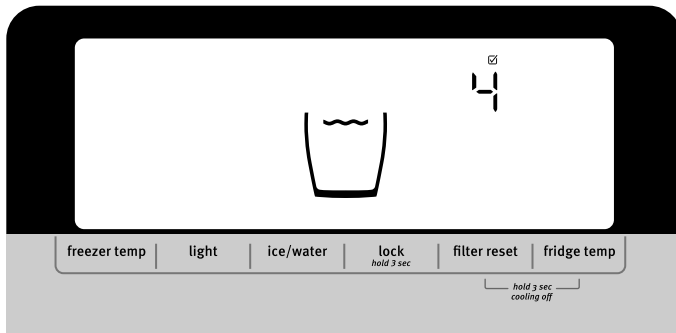 4
freezer temp
light
ice/water
lock
hold 3 sec
filter reset
fridge temp
hold 3 sec
cooling off